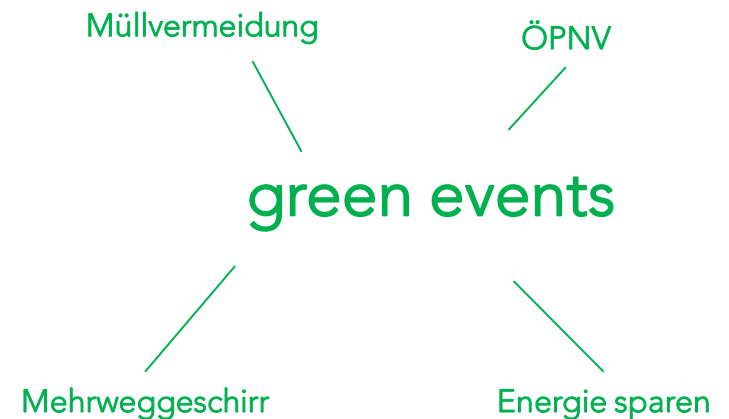 Müllvermeidung
ÖPNV
green events
Mehrweggeschirr
Energie sparen